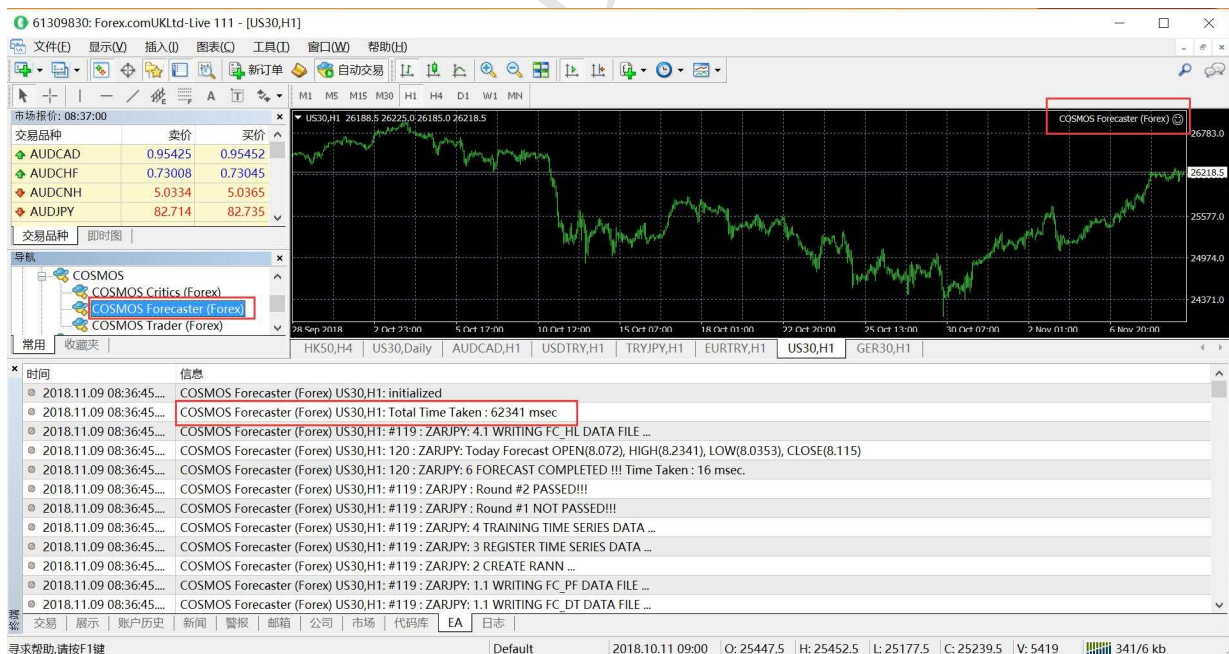 61309830: Forex.comUKLtd-Live 111 - [US30,H1]
文件(F) 显示(V) 插入(I) 图表(C) 工具(T) 窗口(W) 帮助(H)
新订单 自动交易
A T M1 M5 M15 M30 H1 H4 D1 W1 MN
市场报价: 08:37:00
交易品种 卖价 买价
AUDCAD 0.95425 0.95452
AUDCHF 0.73008 0.73045
AUDCNH 5.0334 5.0365
AUDJPY 82.714 82.735
交易品种 即时图
导航
COSMOS
COSMOS Critics (Forex)
COSMOS Forecaster (Forex)
COSMOS Trader (Forex)
常用 收藏夹
US30,H1 26188.5 26225.0 26185.0 26218.5
COSMOS Forecaster (Forex)
26783.0
26218.5
25577.0
24974.0
24371.0
28 Sep 2018 2 Oct 23:00 5 Oct 17:00 10 Oct 12:00 15 Oct 07:00 18 Oct 01:00 22 Oct 20:00 25 Oct 13:00 30 Oct 07:00 2 Nov 01:00 6 Nov 20:00
HK50,H4 US30,Daily AUDCAD,H1 USDTRY,H1 TRYJPY,H1 EURTRY,H1 US30,H1 GER30,H1
时间 信息
2018.11.09 08:36:45.... COSMOS Forecaster (Forex) US30,H1: initialized
2018.11.09 08:36:45.... COSMOS Forecaster (Forex) US30,H1: Total Time Taken : 62341 msec
2018.11.09 08:36:45.... COSMOS Forecaster (Forex) US30,H1: #119 : ZARJPY: 4.1 WRITING FC_HL DATA FILE ...
2018.11.09 08:36:45.... COSMOS Forecaster (Forex) US30,H1: 120 : ZARJPY: Today Forecast OPEN(8.072), HIGH(8.2341), LOW(8.0353), CLOSE(8.115)
2018.11.09 08:36:45.... COSMOS Forecaster (Forex) US30,H1: 120 : ZARJPY: 6 FORECAST COMPLETED !!! Time Taken : 16 msec.
2018.11.09 08:36:45.... COSMOS Forecaster (Forex) US30,H1: #119 : ZARJPY : Round #2 PASSED!!!
2018.11.09 08:36:45.... COSMOS Forecaster (Forex) US30,H1: #119 : ZARJPY : Round #1 NOT PASSED!!!
2018.11.09 08:36:45.... COSMOS Forecaster (Forex) US30,H1: #119 : ZARJPY: 4 TRAINING TIME SERIES DATA ...
2018.11.09 08:36:45.... COSMOS Forecaster (Forex) US30,H1: #119 : ZARJPY: 3 REGISTER TIME SERIES DATA ...
2018.11.09 08:36:45.... COSMOS Forecaster (Forex) US30,H1: #119 : ZARJPY: 2 CREATE RANN ...
2018.11.09 08:36:45.... COSMOS Forecaster (Forex) US30,H1: #119 : ZARJPY: 1.1 WRITING FC_PF DATA FILE ...
2018.11.09 08:36:45.... COSMOS Forecaster (Forex) US30,H1: #119 : ZARJPY: 1.1 WRITING FC_DT DATA FILE ...
终端
交易 展示 账户历史 新闻 警报 邮箱 公司 市场 代码库 EA 日志
寻求帮助,请按F1键 Default 2018.10.11 09:00 O: 25447.5 H: 25452.5 L: 25177.5 C: 25239.5 V: 5419 341/6 kb